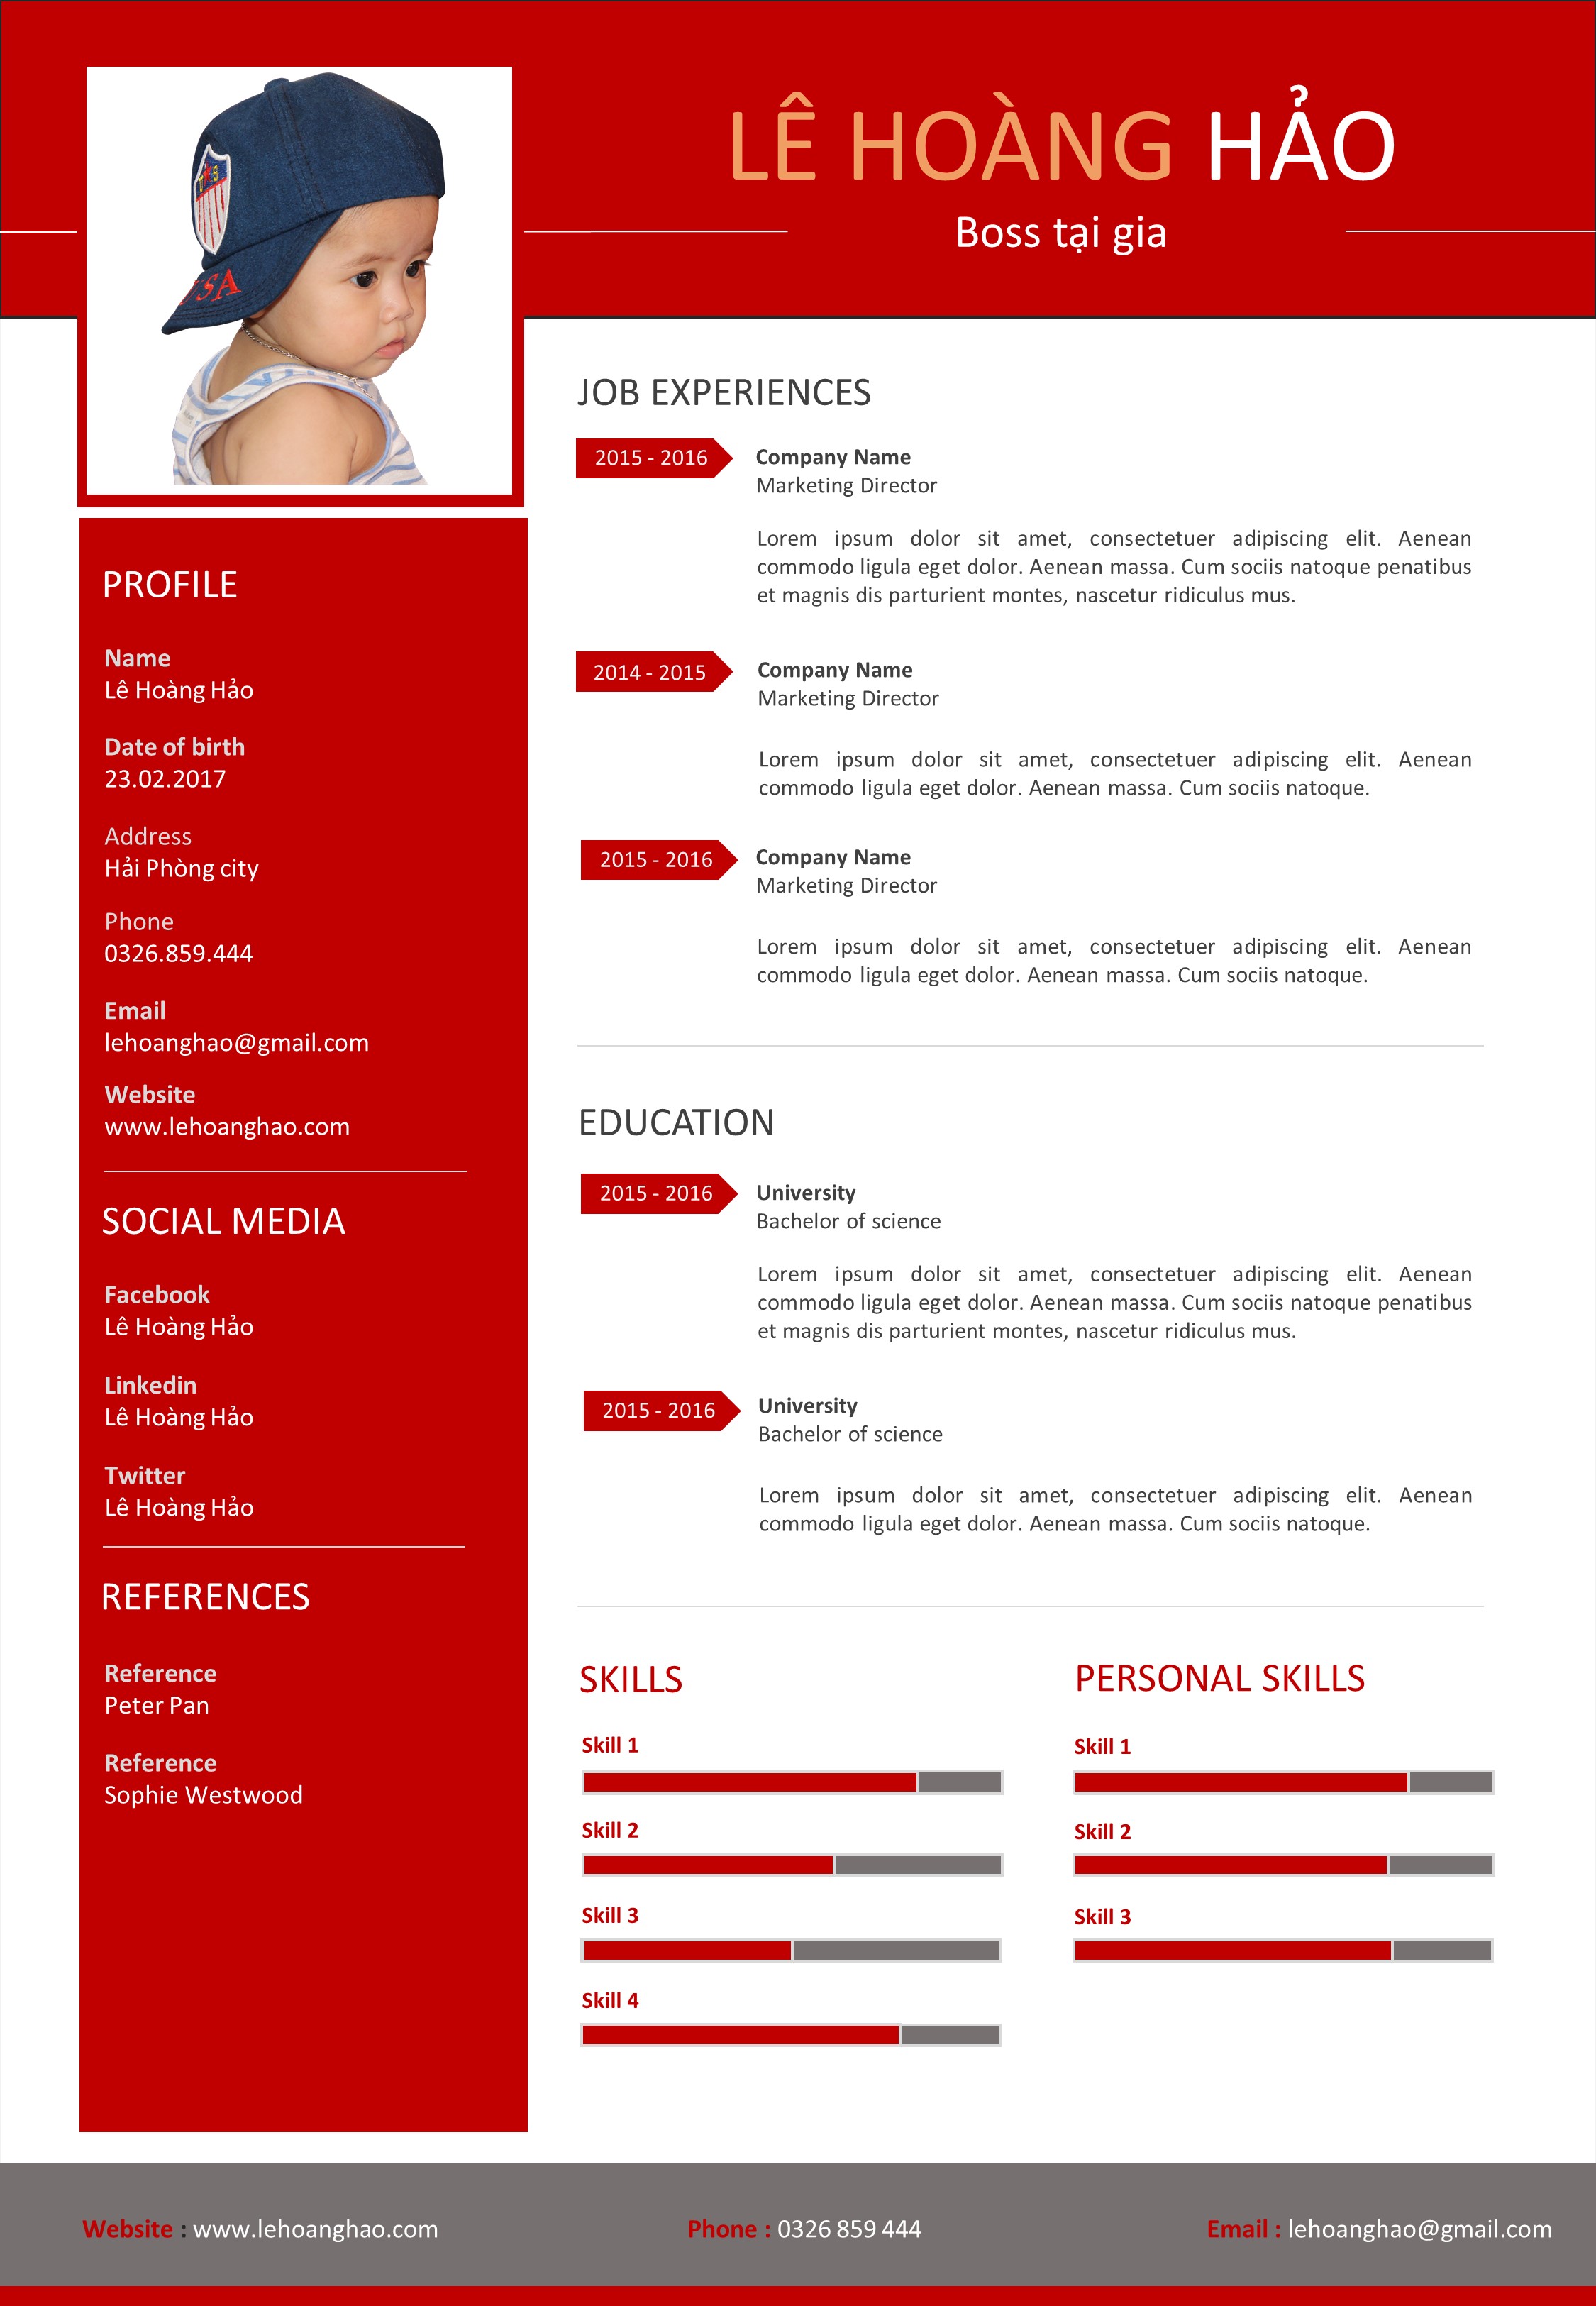 LÊ HOÀNG HẢO
Boss tại gia
SA
PROFILE
Name
Lê Hoàng Hảo
Date of birth
23.02.2017
Address
Hải Phòng city
Phone
0326.859.444
Email
lehoanghao@gmail.com
Website
www.lehoanghao.com
SOCIAL MEDIA
Facebook
Lê Hoàng Hảo
Linkedin
Lê Hoàng Hảo
Twitter
Lê Hoàng Hảo
REFERENCES
Reference
Peter Pan
Reference
Sophie Westwood
JOB EXPERIENCES
2015 - 2016
Company Name
Marketing Director
Lorem ipsum dolor sit amet, consectetuer adipiscing elit. Aenean
commodo ligula eget dolor. Aenean massa. Cum sociis natoque penatibus
et magnis dis parturient montes, nascetur ridiculus mus.
2014 - 2015
Company Name
Marketing Director
Lorem ipsum dolor sit amet, consectetuer adipiscing elit. Aenean
commodo ligula eget dolor. Aenean massa. Cum sociis natoque.
2015 - 2016
Company Name
Marketing Director
Lorem ipsum dolor sit amet, consectetuer adipiscing elit. Aenean
commodo ligula eget dolor. Aenean massa. Cum sociis natoque.
EDUCATION
2015 - 2016
University
Bachelor of science
Lorem ipsum dolor sit amet, consectetuer adipiscing elit. Aenean
commodo ligula eget dolor. Aenean massa. Cum sociis natoque penatibus
et magnis dis parturient montes, nascetur ridiculus mus.
2015 - 2016
University
Bachelor of science
Lorem ipsum dolor sit amet, consectetuer adipiscing elit. Aenean
commodo ligula eget dolor. Aenean massa. Cum sociis natoque.
SKILLS
Skill 1
Skill 2
Skill 3
Skill 4
PERSONAL SKILLS
Skill 1
Skill 2
Skill 3
Website : www.lehoanghao.com
Phone : 0326 859 444
Email : lehoanghao@gmail.com